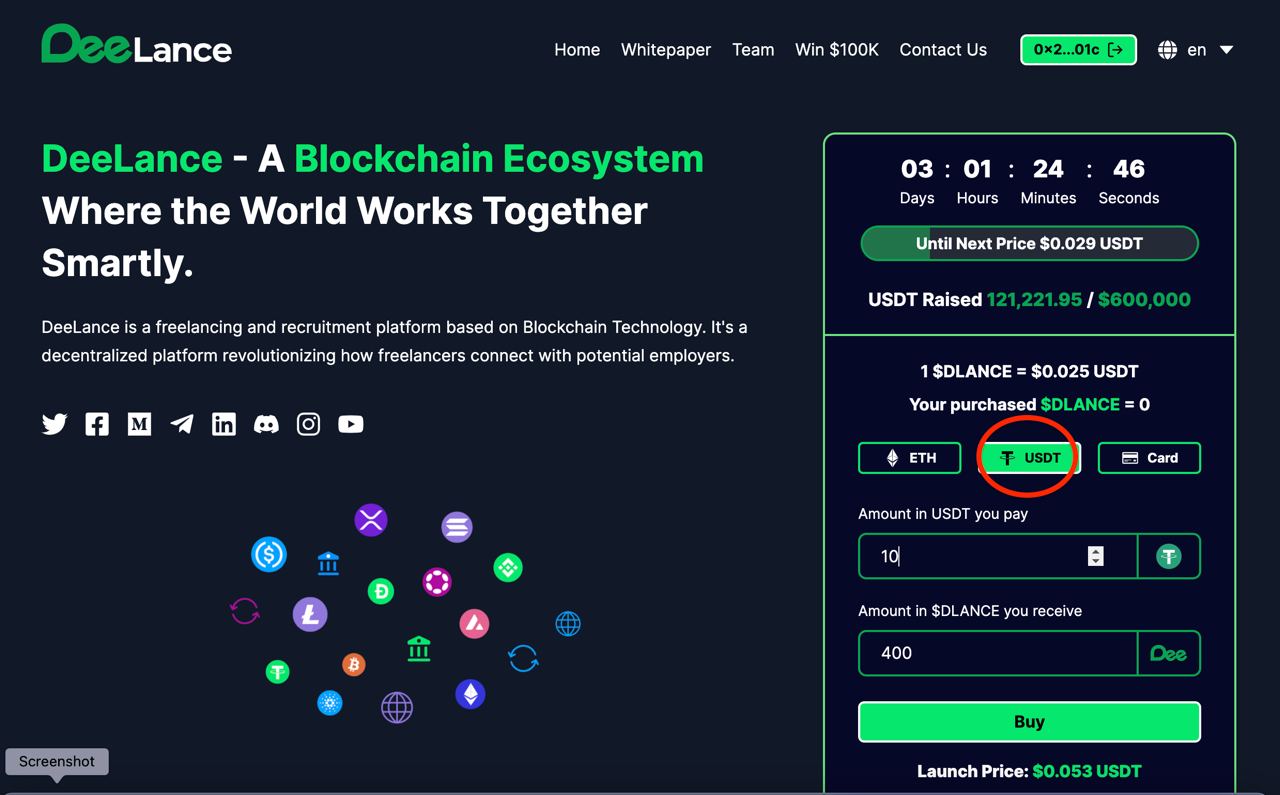 DeeLance
Home Whitepaper Team Win $100K Contact Us 0×2...01c en
DeeLance - A Blockchain Ecosystem
Where the World Works Together
Smartly.
DeeLance is a freelancing and recruitment platform based on Blockchain Technology. It's a
decentralized platform revolutionizing how freelancers connect with potential employers.
M
03 : 01 : 24 : 46
Days Hours Minutes Seconds
Until Next Price $0.029 USDT
USDT Raised 121,221.95 / $600,000
1 $DLANCE = $0.025 USDT
Your purchased $DLANCE = 0
ETH USDT Card
Amount in USDT you pay
10
Amount in $DLANCE you receive
400 Dee
Buy
Launch Price: $0.053 USDT
Screenshot